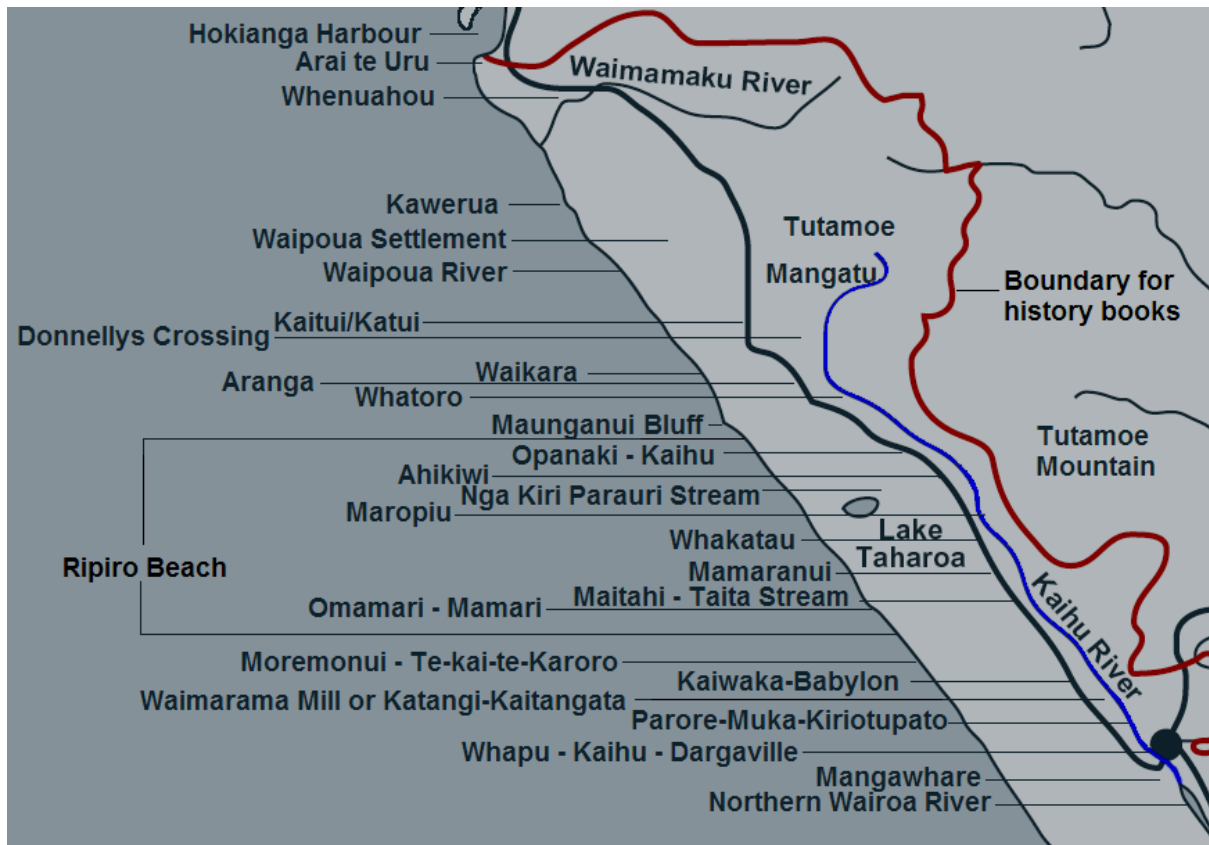 Hokianga Harbour
Arai te Uru
Waimamaku River
Whenuahou
Kawerua
Tutamoe
Waipoua Settlement
Waipoua River
Mangatu
Boundary for
history books
Kaitui/Katui
Donnellys Crossing
Waikara
Aranga
Whatoro
Maunganui Bluff
Tutamoe
Mountain
Opanaki - Kaihu
Ahikiwi
Nga Kiri Parauri Stream
Maropiu
Lake
Taharoa
Whakatau
Ripiro Beach
Mamaranui
Maitahi - Taita Stream
Omamari - Mamari
Kaihu River
Moremonui - Te-kai-te-Karoro
Kaiwaka-Babylon
Waimarama Mill or Katangi-Kaitangata
Parore-Muka-Kiriotupato
Whapu - Kaihu - Dargaville
Mangawhare
Northern Wairoa River